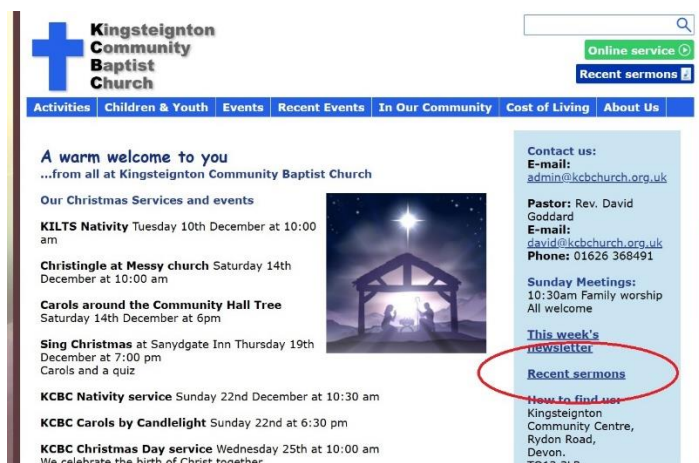 Kingsteignton
Community
Baptist
Church
Online service
Recent sermons
Activities Children & Youth Events Recent Events In Our Community Cost of Living About Us
A warm welcome to you
...from all at Kingsteignton Community Baptist Church
Our Christmas Services and events
KILTS Nativity Tuesday 10th December at 10:00
am
Christingle at Messy church Saturday 14th
December at 10:00 am
Carols around the Community Hall Tree
Saturday 14th December at 6pm
Sing Christmas at Sanydgate Inn Thursday 19th
December at 7:00 pm
Carols and a quiz
KCBC Nativity service Sunday 22nd December at 10:30 am
KCBC Carols by Candlelight Sunday 22nd at 6:30 pm
KCBC Christmas Day service Wednesday 25th at 10:00 am
We celebrate the birth of Christ together
Contact us:
E-mail:
admin@kcbchurch.org.uk
Pastor: Rev. David
Goddard
E-mail:
david@kcbchurch.org.uk
Phone: 01626 368491
Sunday Meetings:
10:30am Family worship
All welcome
This week's
newsletter
Recent sermons
How to find us:
Kingsteignton
Community Centre,
Rydon Road,
Devon.